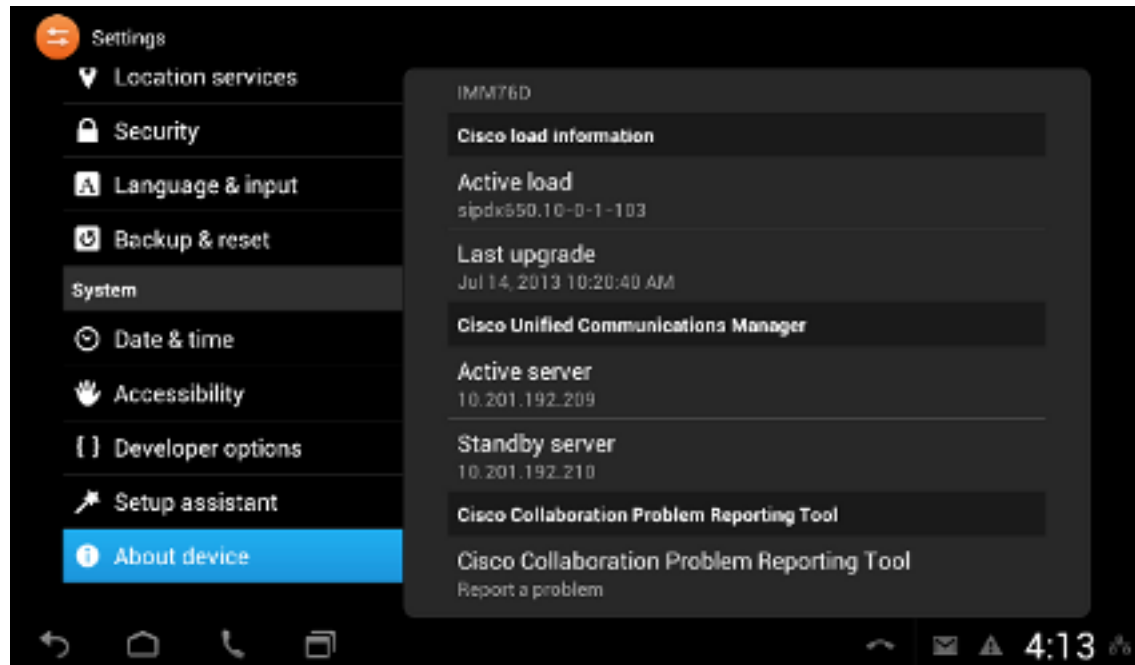 Settings
Location services
Security
Language & input
Backup & reset
System
Date & time
Accessibility
Developer options
Setup assistant
About device
IMM76D
Cisco load information
Active load
sipdx650.10-0-1-103
Last upgrade
Jul 14, 2013 10:20:40 AM
Cisco Unified Communications Manager
Active server
10.201.192.209
Standby server
10.201.192.210
Cisco Collaboration Problem Reporting Tool
Cisco Collaboration Problem Reporting Tool
Report a problem
4:13